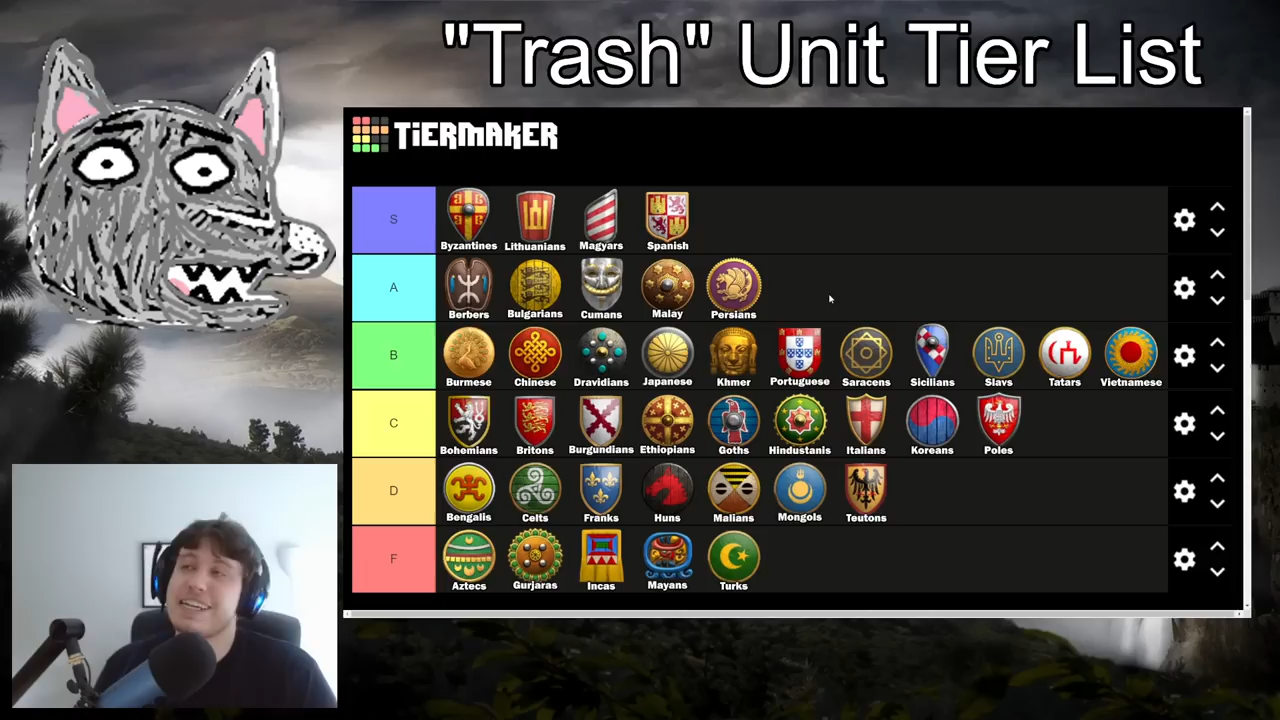 "Trash" Unit Tier List
TiERMAKER
S
Byzantines Lithuanians Magyars Spanish
A
Berbers Bulgarians Cumans Malay Persians
B
Burmese Chinese Dravidians Japanese Khmer Portuguese Saracens Sicilians Slavs Tatars Vietnamese
C
Bohemians Britons Burgundians Ethiopians Goths Hindustanis Italians Koreans Poles
D
Bengalis Celts Franks Huns Malians Mongols Teutons
F
Aztecs Gurjaras Incas Mayans Turks